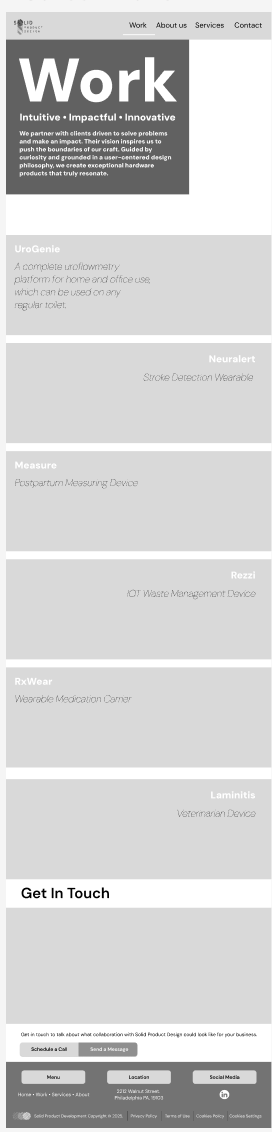 SOLID
PRODUCT
DESIGN
Work
About us
Services
Contact
Work
Intuitive • Impactful • Innovative
We partner with clients driven to solve problems
and make an impact. Their vision inspires us to
push the boundaries of our craft. Guided by
curiosity and grounded in a user-centered design
philosophy, we create exceptional hardware
products that truly resonate.
UroGenie
A complete uroflowmetry
platform for home and office use,
which can be used on any
regular toilet.
Neuralert
Stroke Detection Wearable
Measure
Postpartum Measuring Device
Rezzi
IOT Waste Management Device
RxWear
Wearable Medication Carrier
Laminitis
Veterinarian Device
Get In Touch
Get in touch to talk about what collaboration with Solid Product Design could look like for your business.
Schedule a Call
Send a Message
Menu
Location
Social Media
Home • Work • Services • About
2212 Walnut Street
Philadelphia PA, 19103
in
Solid Product Development Copyright © 2025.
Privacy Policy
Terms of Use
Cookies Policy
Cookies Settings